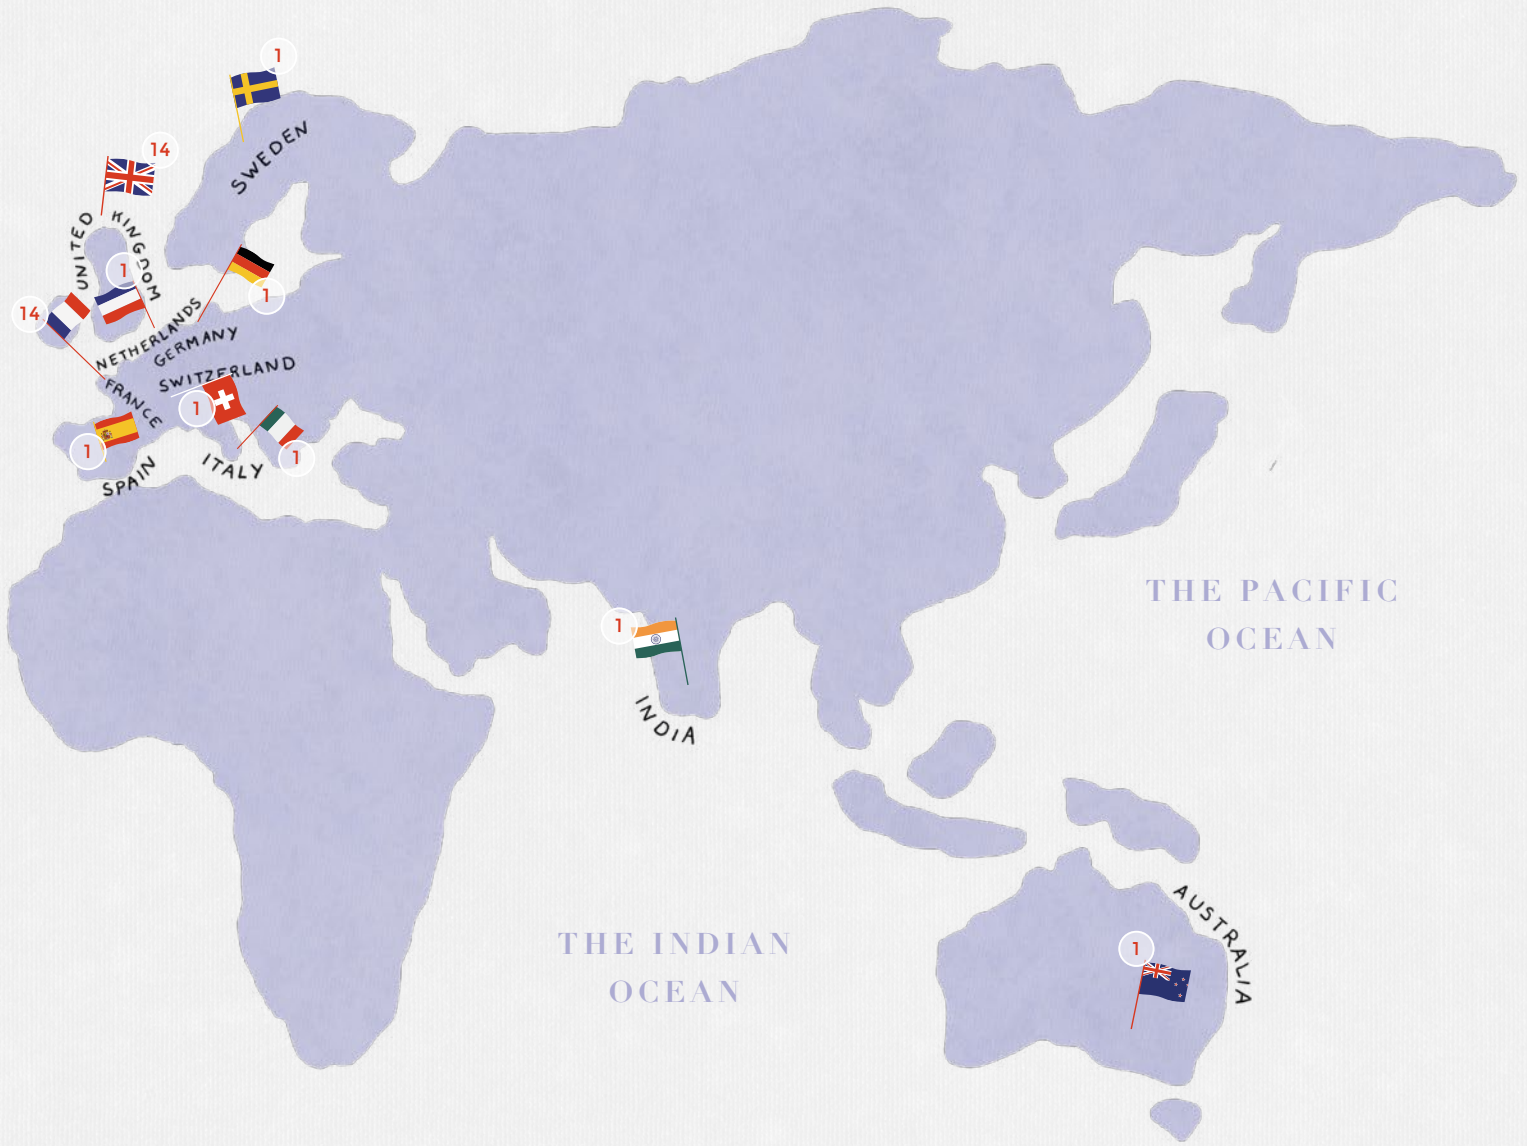 1
SWEDEN
14
UNITED KINGDOM
1
1
14
NETHERLANDS
GERMANY
SWITZERLAND
FRANCE
1
1
SPAIN
ITALY
1
THE PACIFIC
OCEAN
1
INDIA
THE INDIAN
OCEAN
AUSTRALIA
1